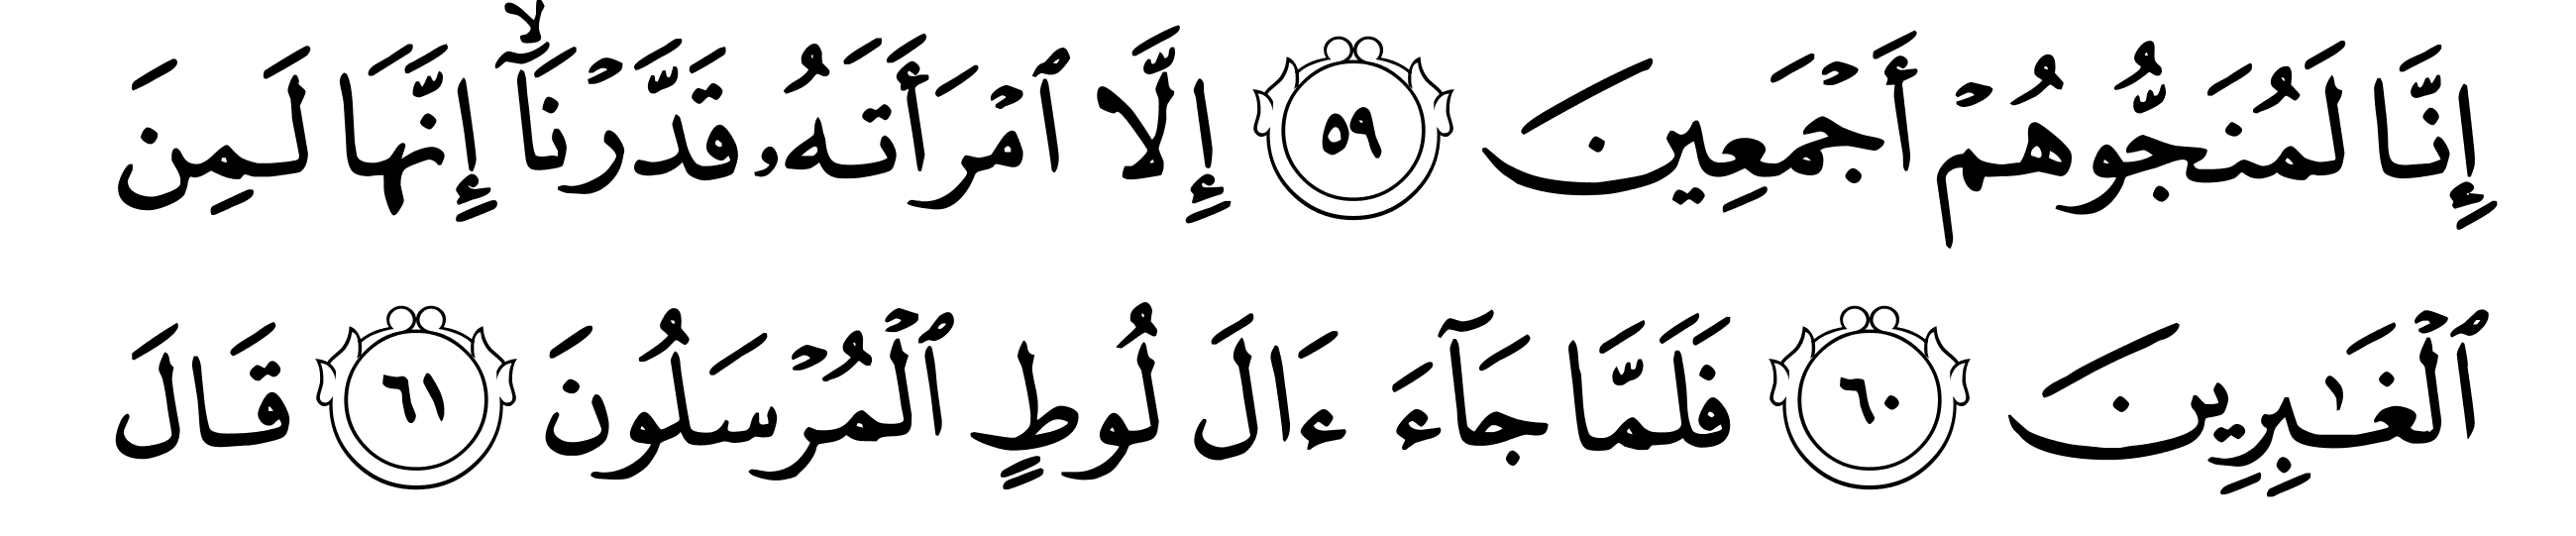 إِنَّا لَمُنَجُّوهُمۡ أَجۡمَعِينَ ٥٩ إِلَّا ٱمۡرَأَتَهُۥ قَدَّرۡنَآۙ إِنَّهَا لَمِنَ
ٱلۡغَٰبِرِينَ ٦٠ فَلَمَّا جَآءَ ءَالَ لُوطٍ ٱلۡمُرۡسَلُونَ ٦١ قَالَ